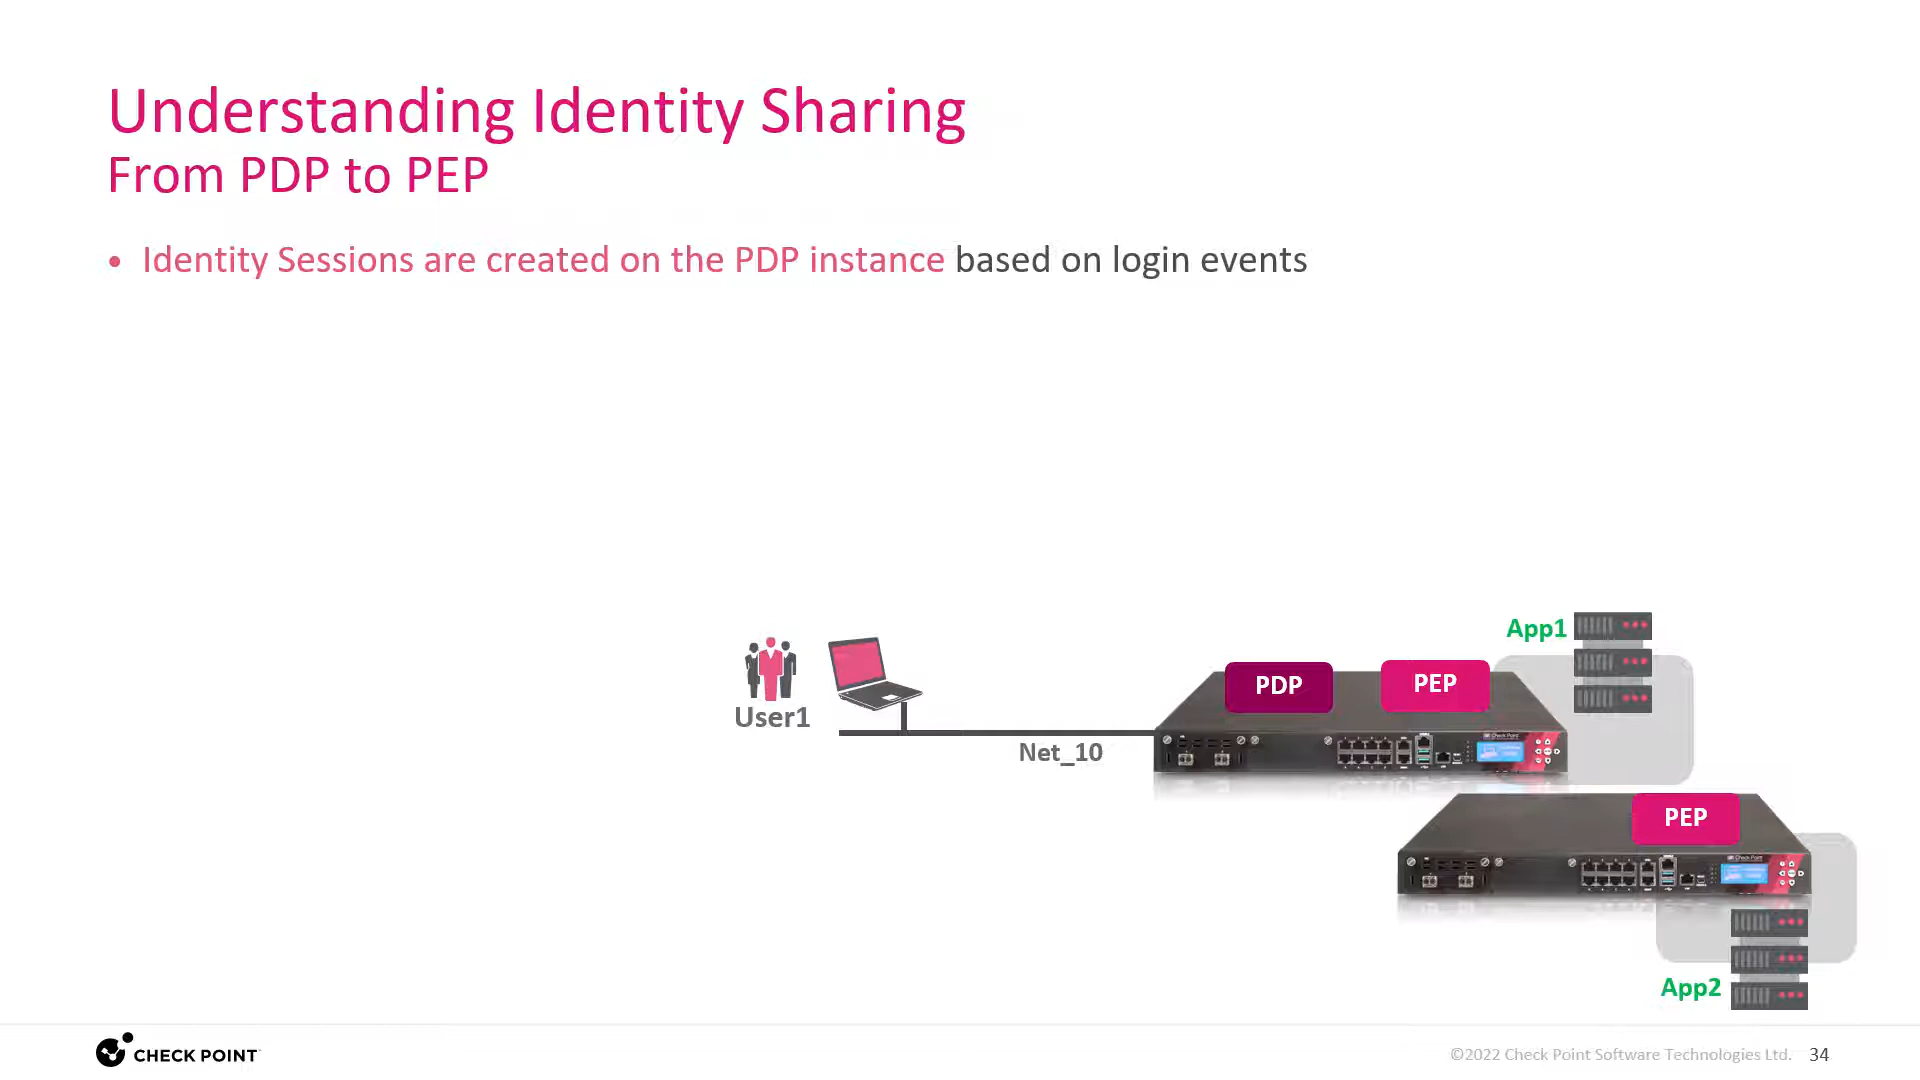 Understanding Identity Sharing
From PDP to PEP
• Identity Sessions are created on the PDP instance based on login events
App1
PDP
PEP
User1
Net_10
PEP
App2
CHECK POINT
©2022 Check Point Software Technologies Ltd. 34